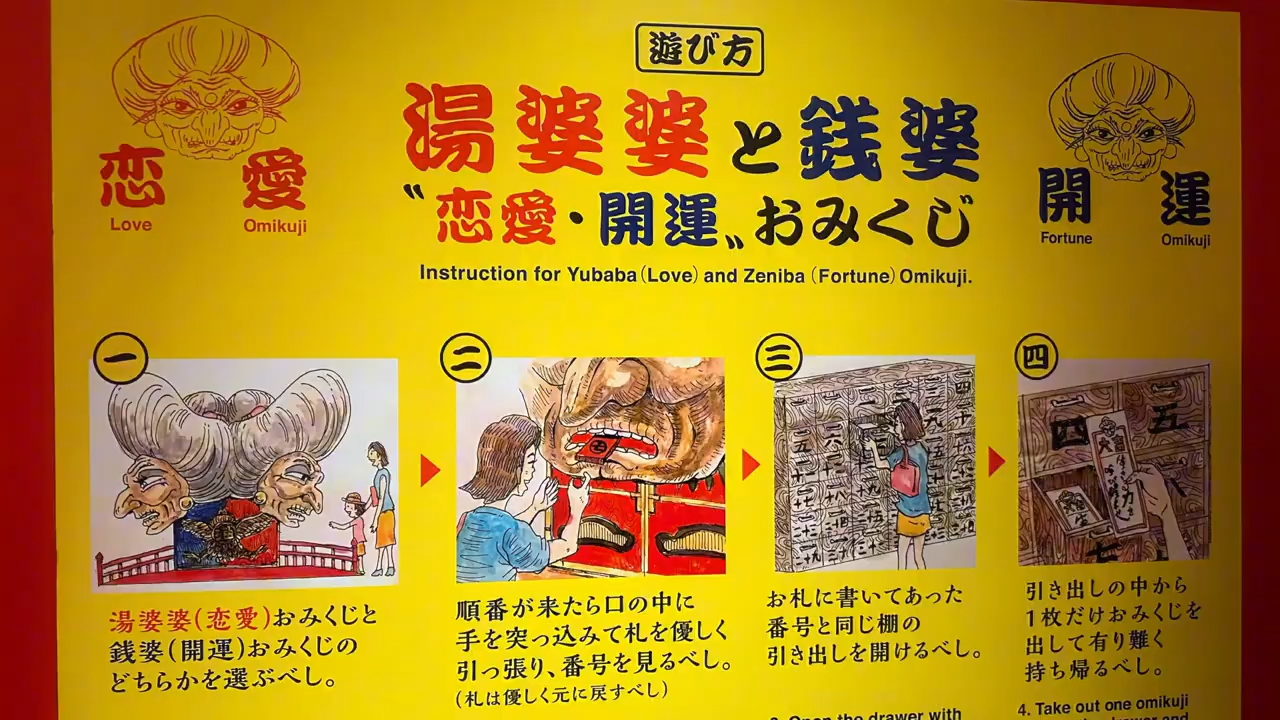 遊び方
湯婆婆と銭婆
"恋愛・開運"おみくじ
Instruction for Yubaba (Love) and Zeniba (Fortune) Omikuji.
恋愛
Love Omikuji
開運
Fortune Omikuji
一
湯婆婆(恋愛)おみくじと
銭婆(開運)おみくじの
どちらかを選ぶべし。
二
順番が来たら口の中に
手を突っ込みて札を優しく
引っ張り、番号を見るべし。
(札は優しく元に戻すべし)
三
お札に書いてあった
番号と同じ棚の
引き出しを開けるべし。
3. Open the drawer with
四
引き出しの中から
1枚だけおみくじを
出して有り難く
持ち帰るべし。
4. Take out one omikuji